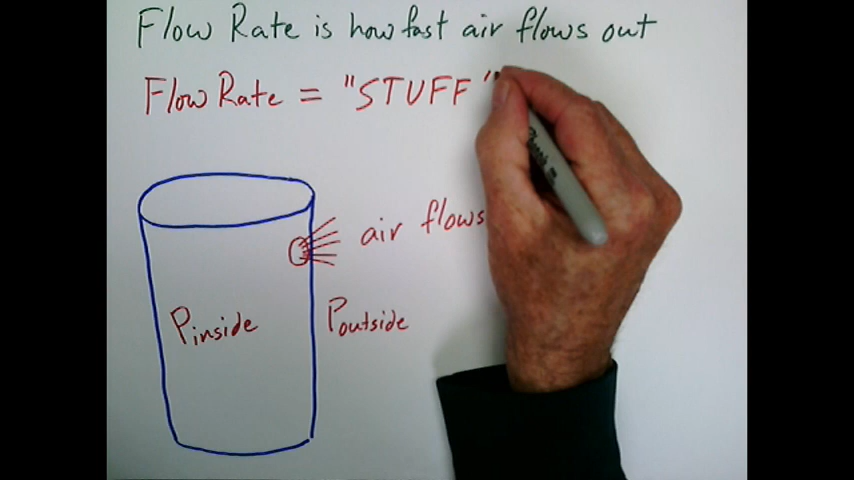 Flow Rate is how fast air flows out
Flow Rate = "STUFF"
air flows
Pinside
Poutside